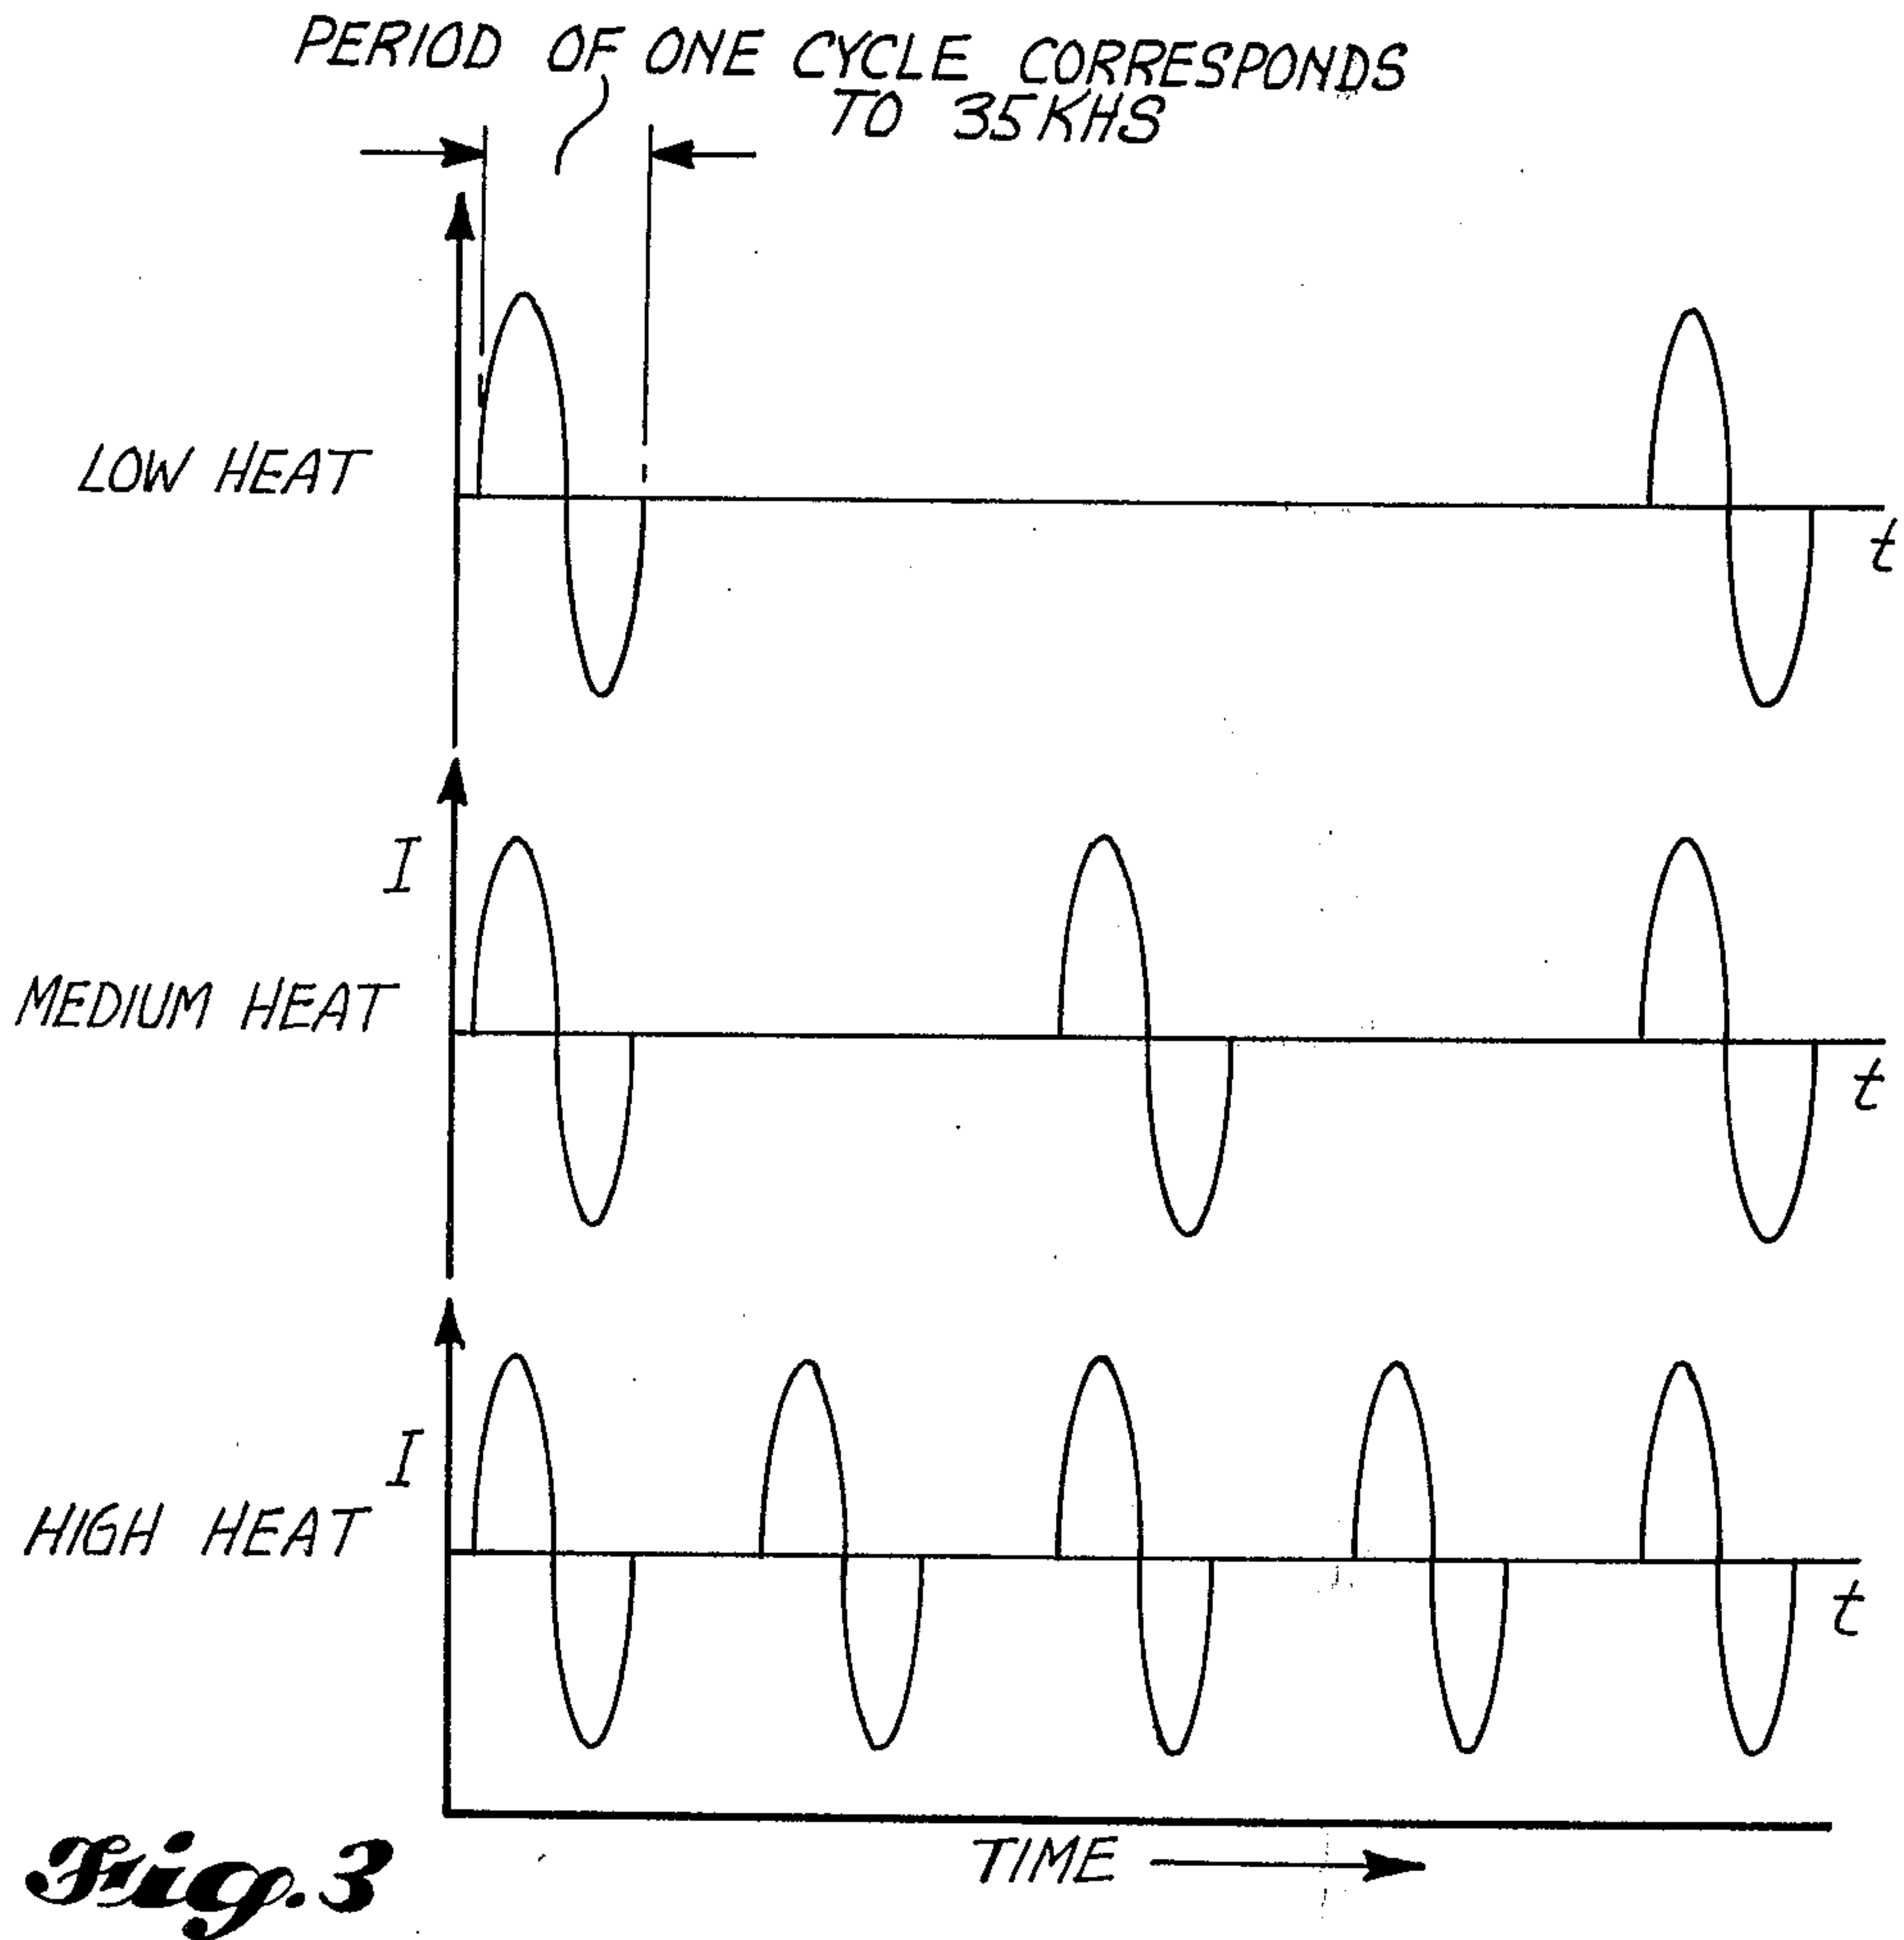 PERIOD OF ONE CYCLE CORRESPONDS
TO 35KHS
LOW HEAT
t
I
MEDIUM HEAT
t
I
HIGH HEAT
t
TIME
Fig. 3